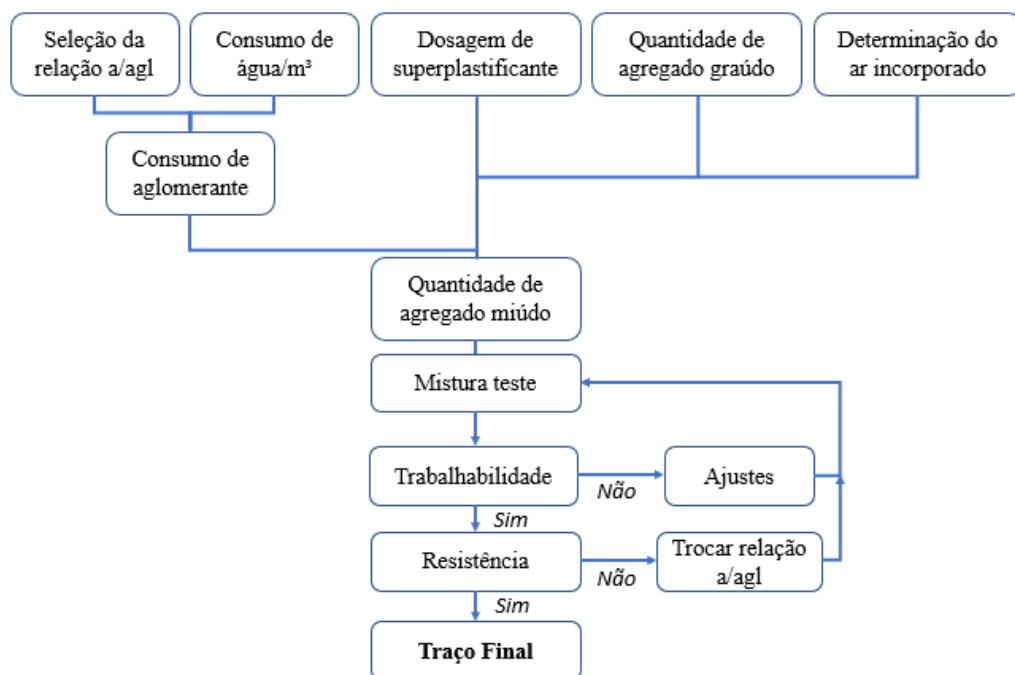 Seleção da
relação a/agl
Consumo de
água/m³
Dosagem de
superplastificante
Quantidade de
agregado graúdo
Determinação do
ar incorporado
Consumo de
aglomerante
Quantidade de
agregado miúdo
Mistura teste
Trabalhabilidade
Não
Ajustes
Sim
Resistência
Não
Trocar relação
a/agl
Sim
Traço Final